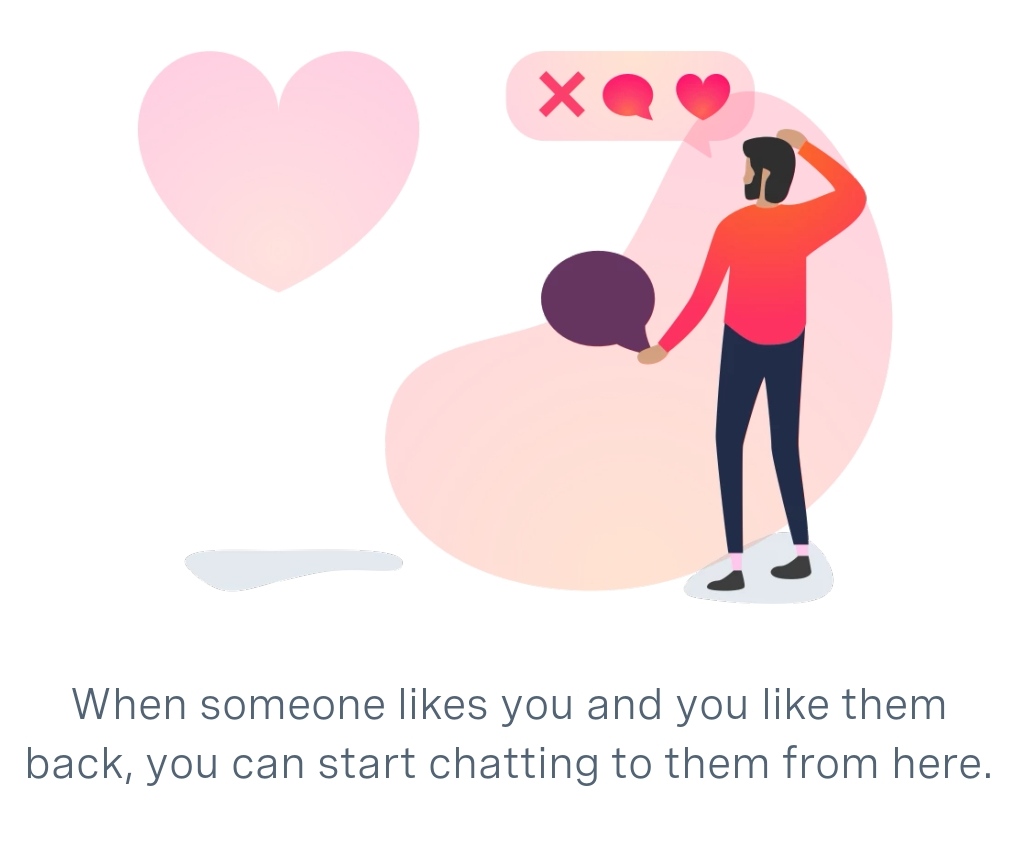 When someone likes you and you like them
back, you can start chatting to them from here.